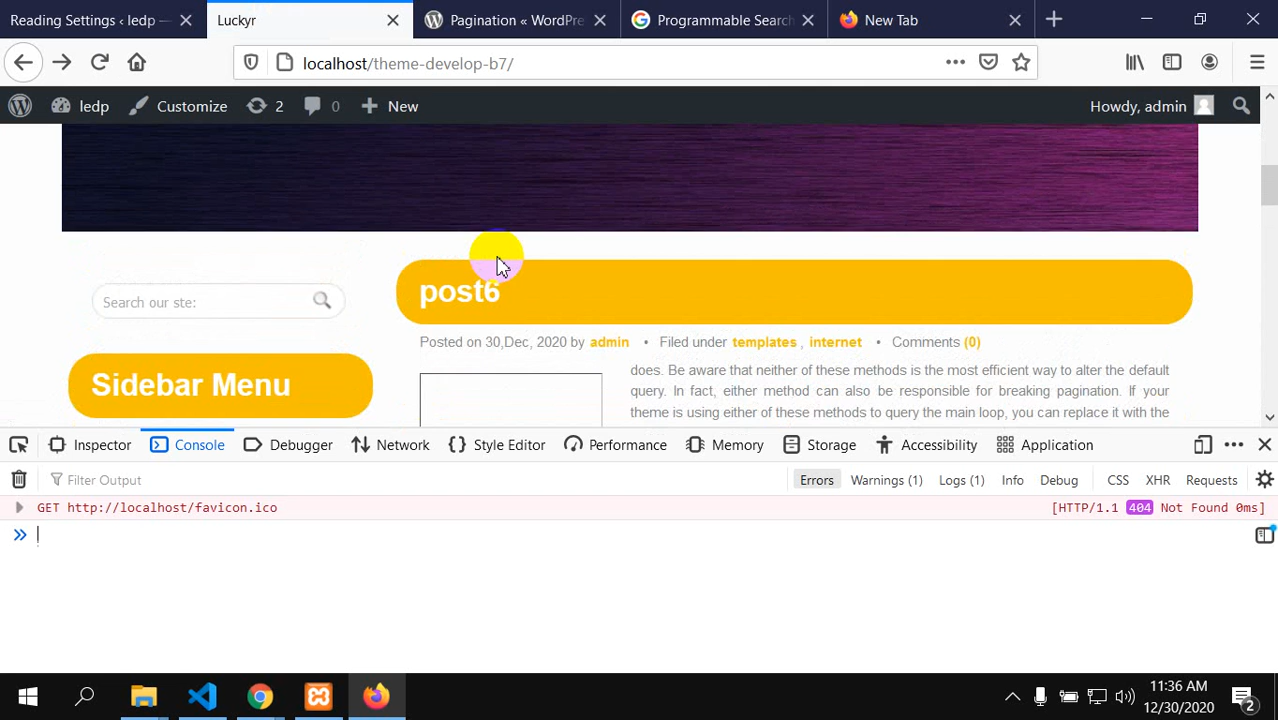 Reading Settings ‹ ledp —
Luckyr
Pagination « WordPre
Programmable Search
New Tab
localhost/theme-develop-b7/
ledp
Customize
2
0
New
Howdy, admin
Search our ste:
post6
Posted on 30,Dec, 2020 by admin • Filed under templates , internet • Comments (0)
does. Be aware that neither of these methods is the most efficient way to alter the default
query. In fact, either method can also be responsible for breaking pagination. If your
theme is using either of these methods to query the main loop, you can replace it with the
Sidebar Menu
Inspector
Console
Debugger
Network
Style Editor
Performance
Memory
Storage
Accessibility
Application
Filter Output
Errors
Warnings (1)
Logs (1)
Info
Debug
CSS
XHR
Requests
GET http://localhost/favicon.ico
[HTTP/1.1 404 Not Found 0ms]
11:36 AM
12/30/2020
2